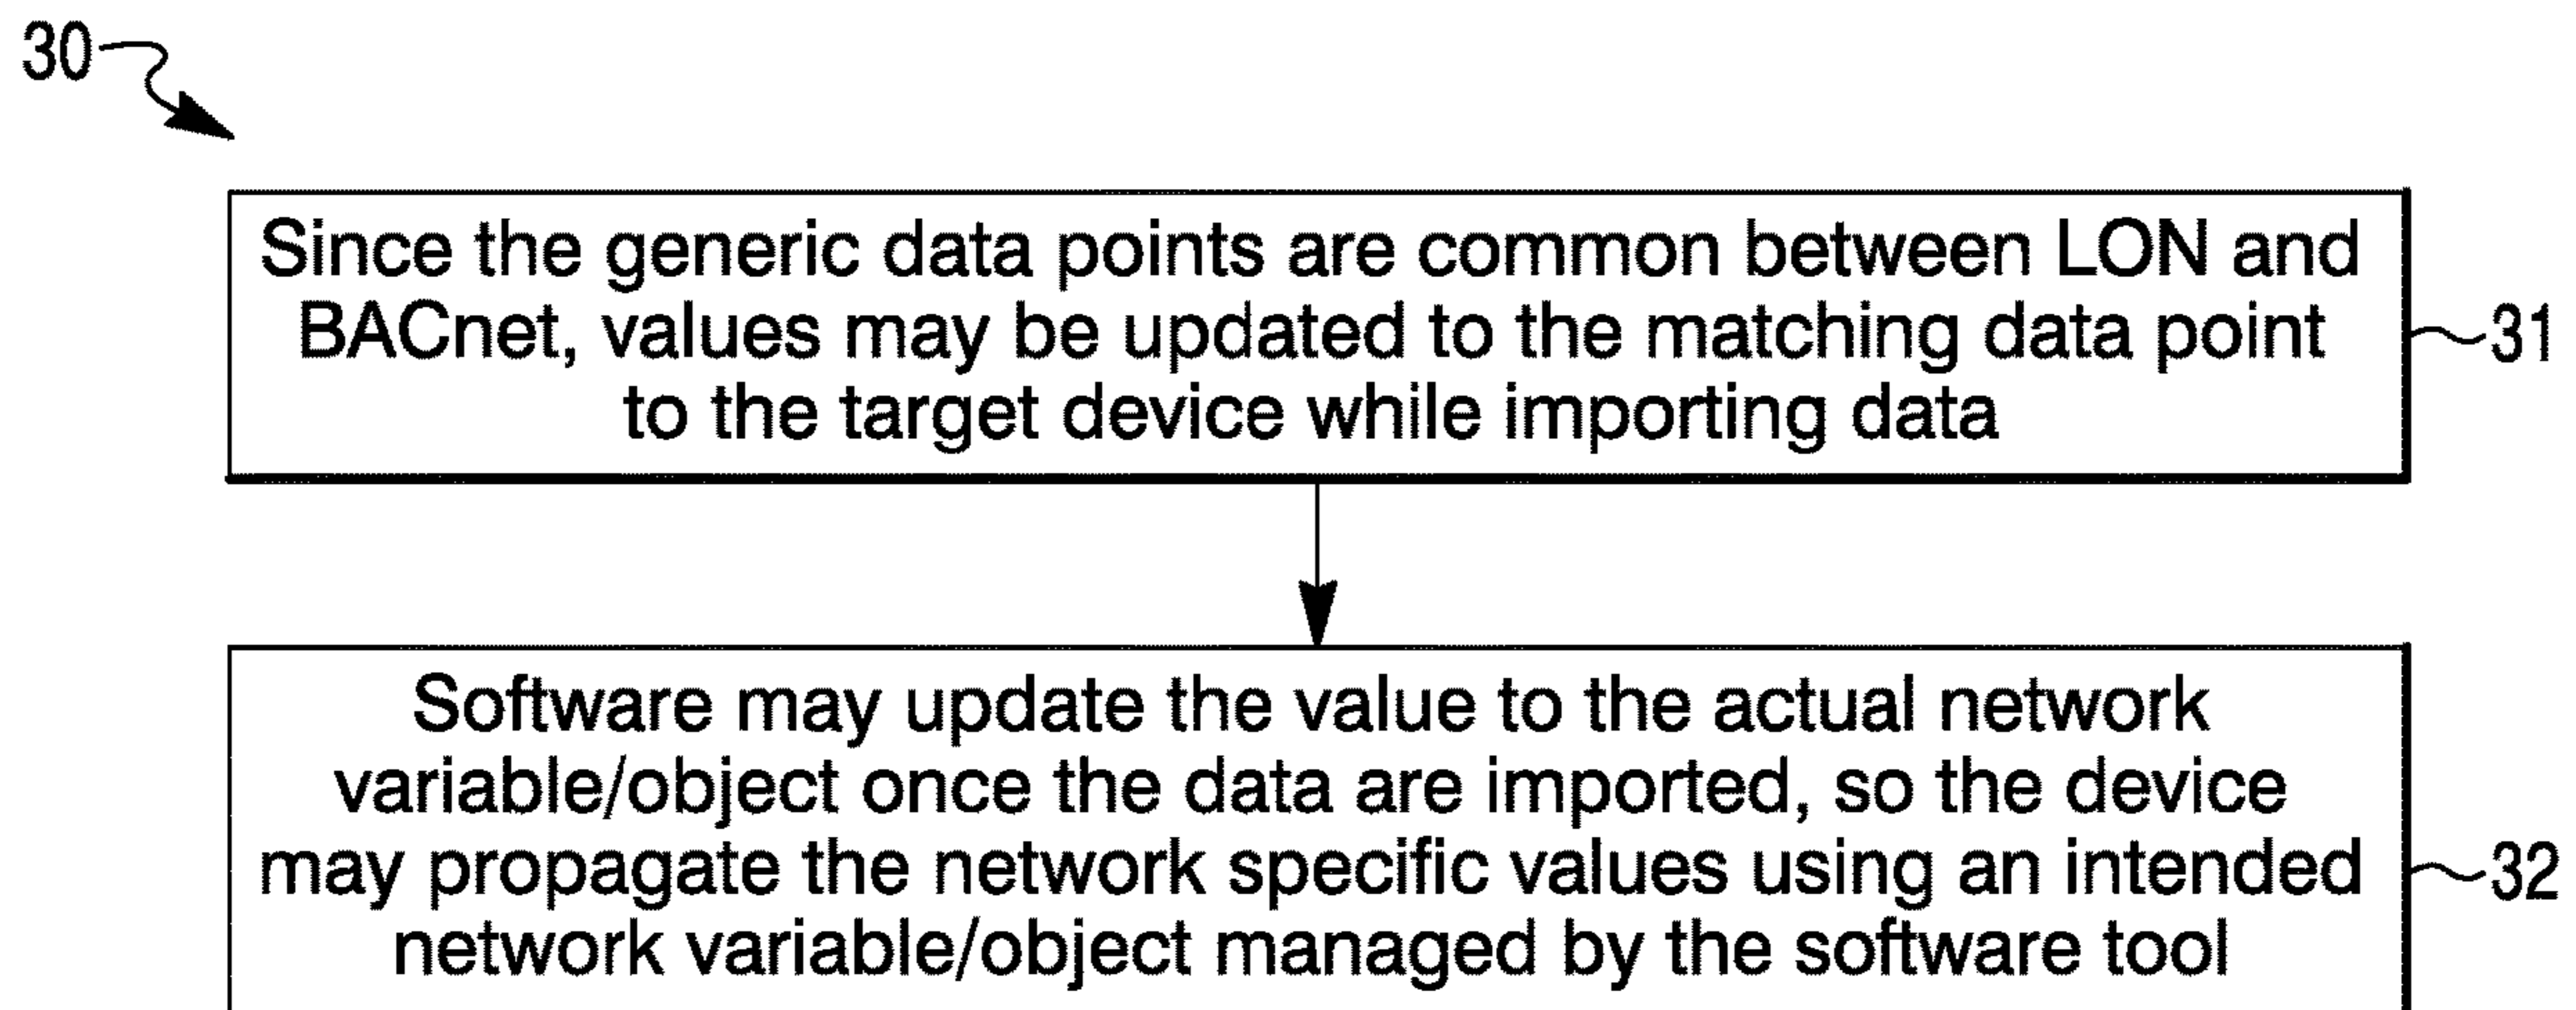 30
Since the generic data points are common between LON and
BACnet, values may be updated to the matching data point
to the target device while importing data
31
Software may update the value to the actual network
variable/object once the data are imported, so the device
may propagate the network specific values using an intended
network variable/object managed by the software tool
32